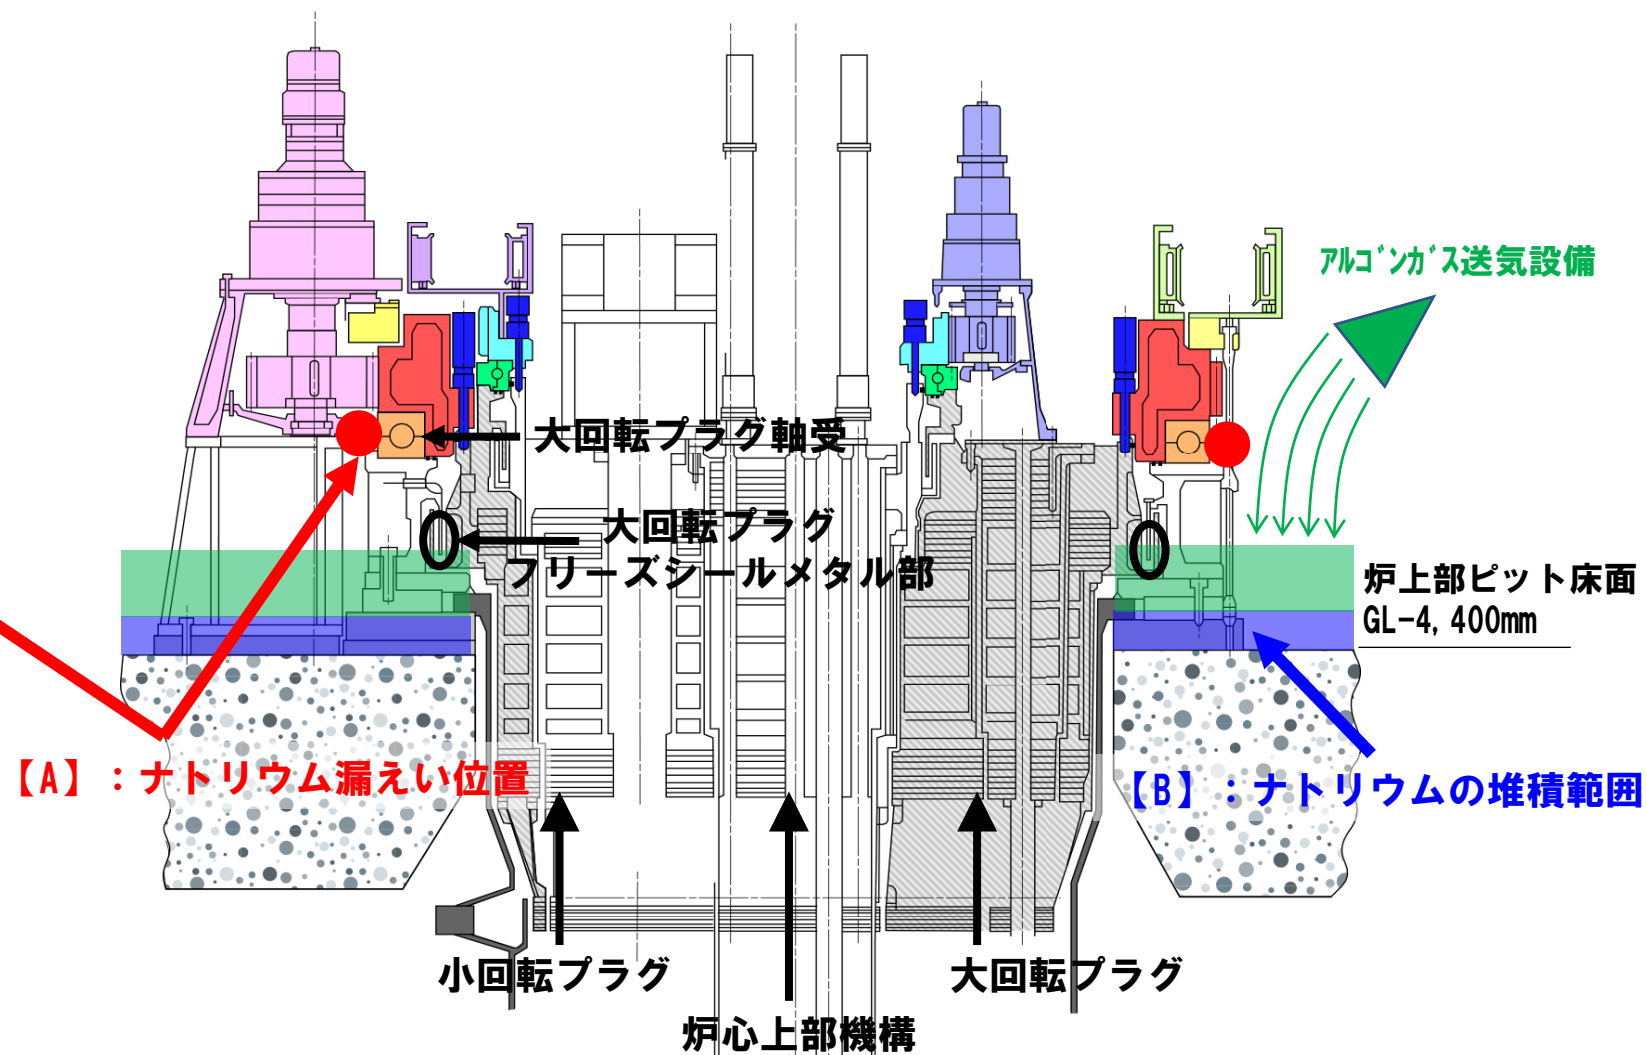 アルゴンガス送気設備
大回転プラグ軸受
大回転プラグ
フリーズシールメタル部
炉上部ピット床面
GL-4,400mm
【A】：ナトリウム漏えい位置
【B】：ナトリウムの堆積範囲
小回転プラグ
大回転プラグ
炉心上部機構